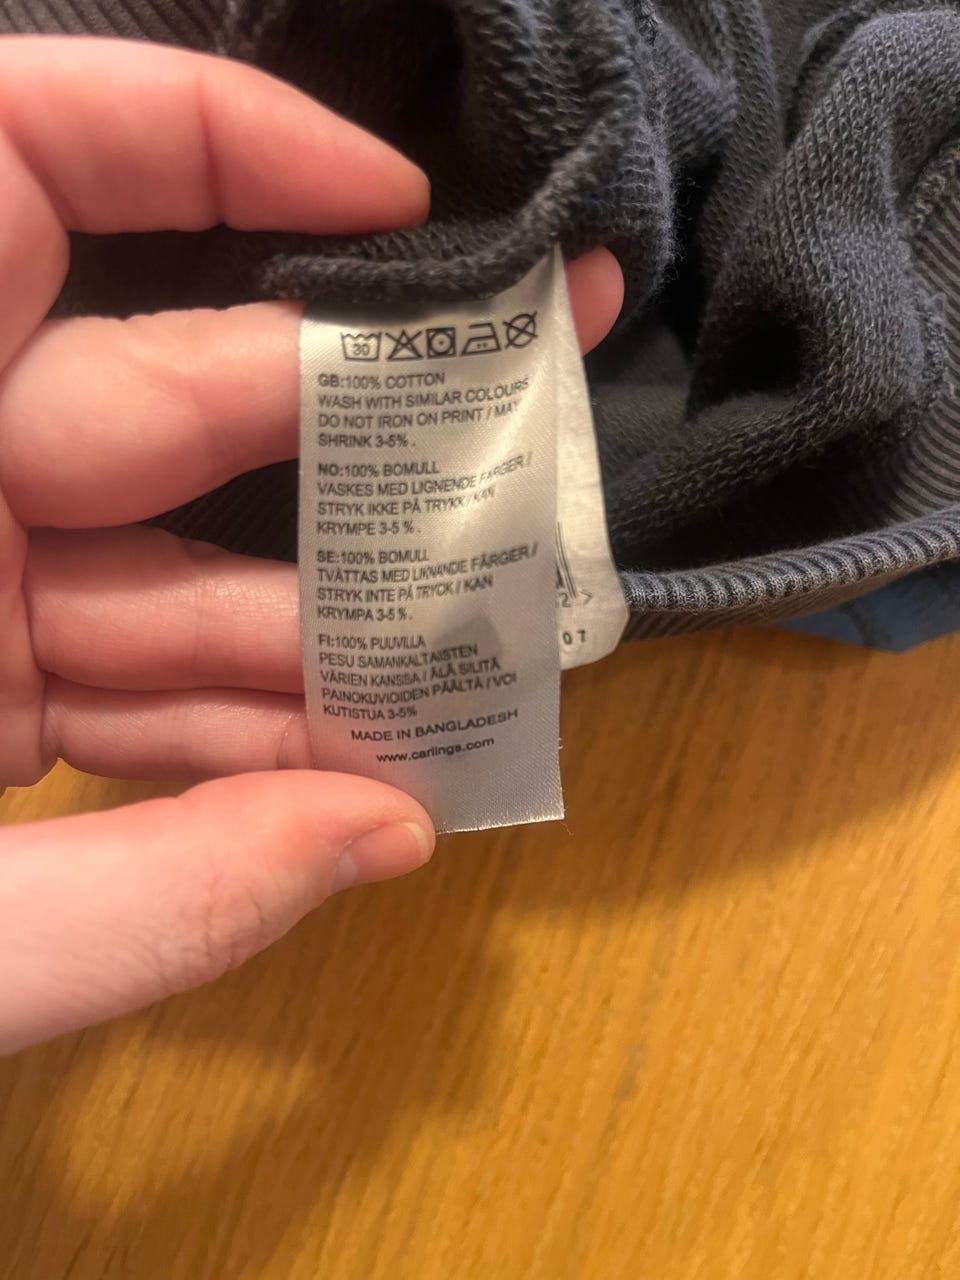 30
GB:100% COTTON
WASH WITH SIMILAR COLOURS
DO NOT IRON ON PRINT / MAY
SHRINK 3-5% .
NO:100% BOMULL
VASKES MED LIGNENDE FARGER /
STRYK IKKE PÅ TRYKK / KAN
KRYMPE 3-5 % .
SE:100% BOMULL
TVÄTTAS MED LIKNANDE FÄRGER /
STRYK INTE PÅ TRYCK / KAN
KRYMPA 3-5 % .
FI:100% PUUVILLA
PESU SAMANKALTAISTEN
VÄRIEN KANSSA / ÄLÄ SILITÄ
PAINOKUVIOIDEN PÄÄLTÄ / VOI
KUTISTUA 3-5%
MADE IN BANGLADESH
www.carlings.com
2 >
07